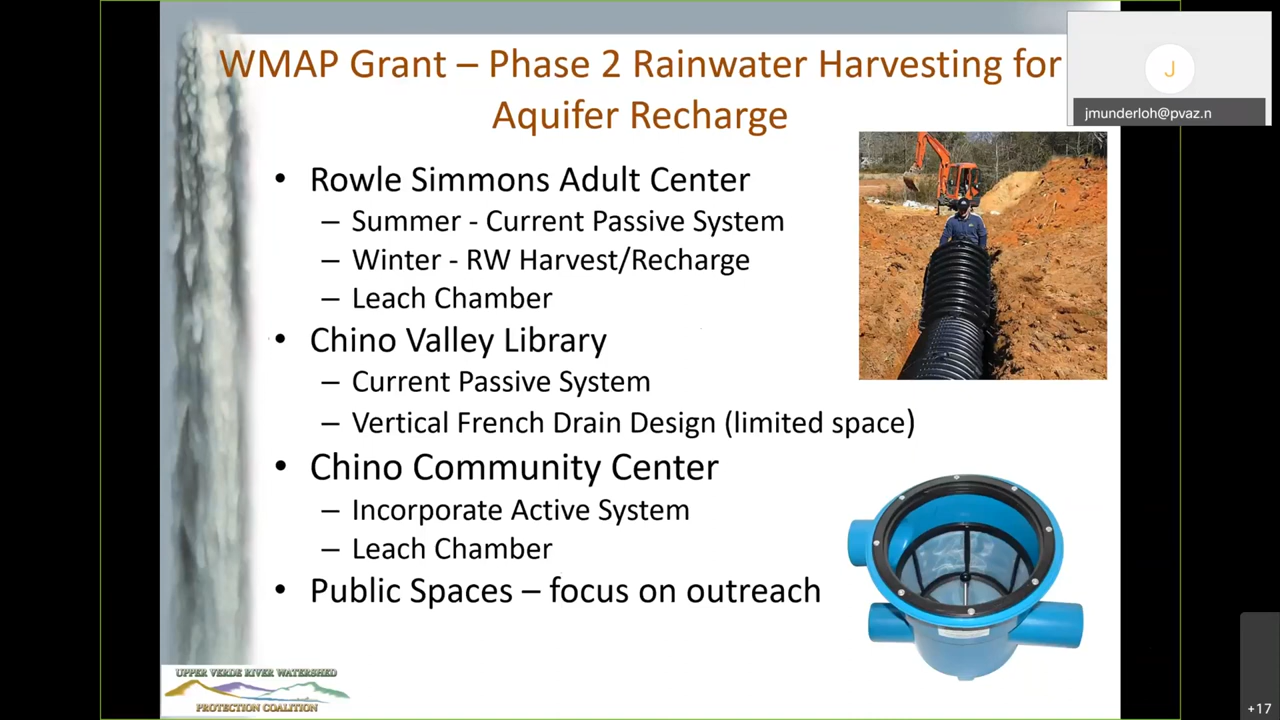 WMAP Grant – Phase 2 Rainwater Harvesting for
Aquifer Recharge
J
jmunderloh@pvaz.n
• Rowle Simmons Adult Center
– Summer - Current Passive System
– Winter - RW Harvest/Recharge
– Leach Chamber
• Chino Valley Library
– Current Passive System
– Vertical French Drain Design (limited space)
• Chino Community Center
– Incorporate Active System
– Leach Chamber
• Public Spaces – focus on outreach
UPPER VERDE RIVER WATERSHED
PROTECTION COALITION
+17